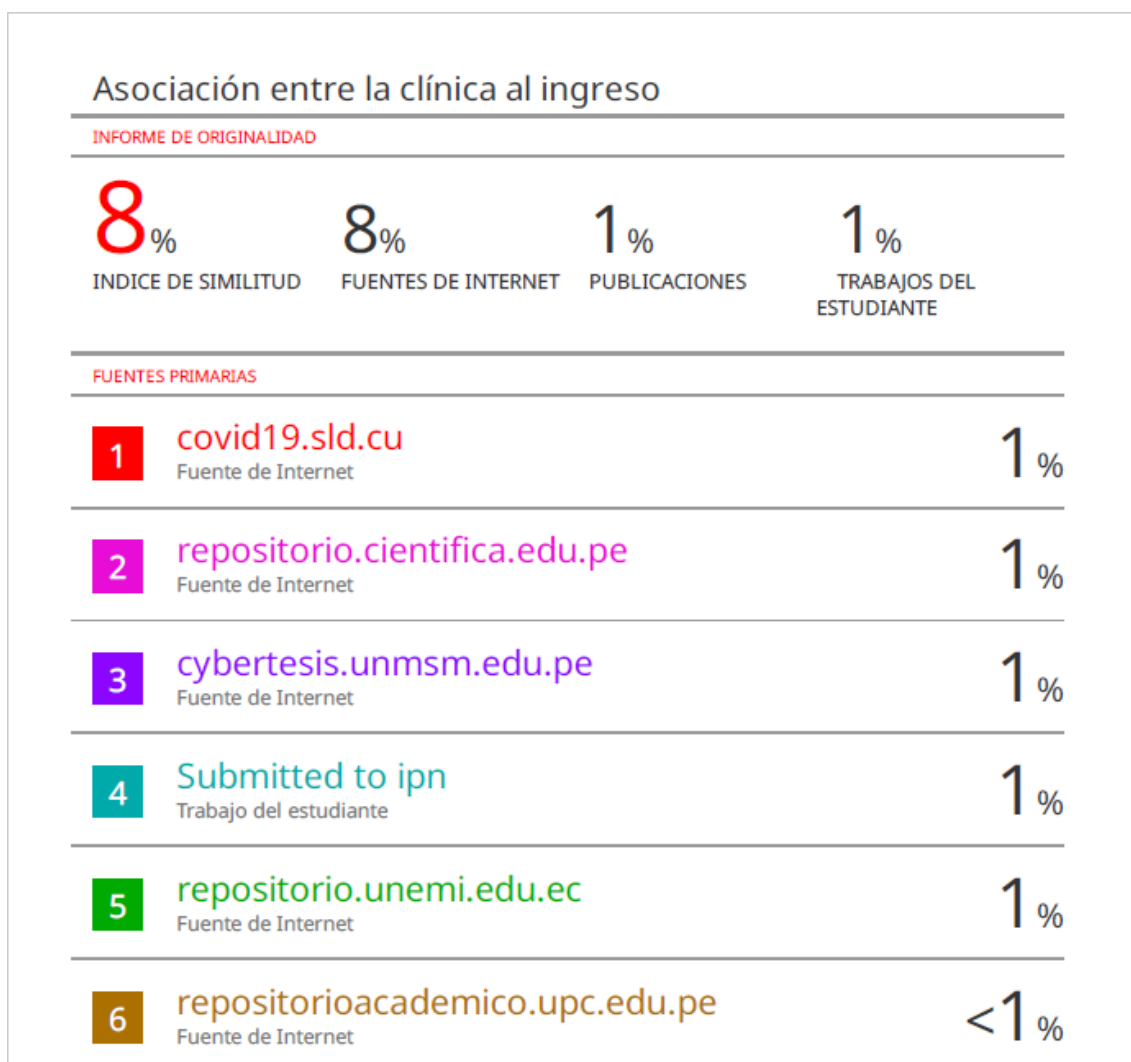 Asociación entre la clínica al ingreso
INFORME DE ORIGINALIDAD
8% 8% 1% 1%
INDICE DE SIMILITUD FUENTES DE INTERNET PUBLICACIONES TRABAJOS DEL
ESTUDIANTE
FUENTES PRIMARIAS
1 covid19.sld.cu 1%
Fuente de Internet
2 repositorio.cientifica.edu.pe 1%
Fuente de Internet
3 cybertesis.unmsm.edu.pe 1%
Fuente de Internet
4 Submitted to ipn 1%
Trabajo del estudiante
5 repositorio.unemi.edu.ec 1%
Fuente de Internet
6 repositorioacademico.upc.edu.pe <1%
Fuente de Internet